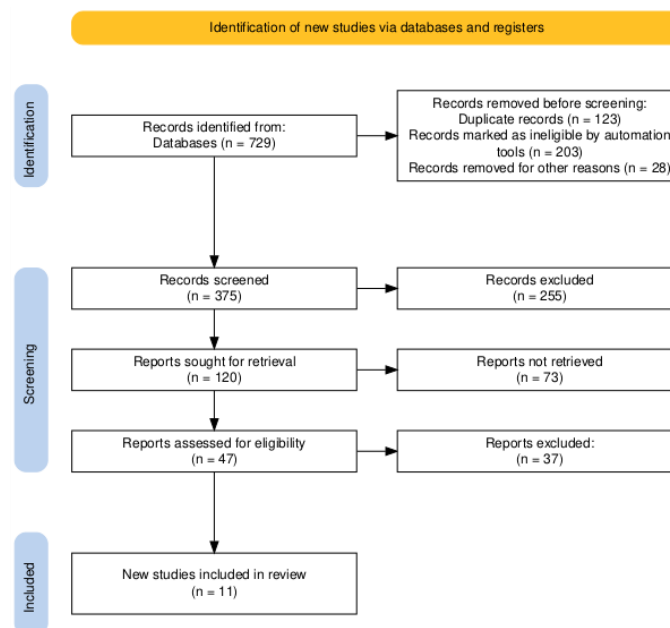 Identification of new studies via databases and registers
Identification
Records identified from:
Databases (n = 729)
Records removed before screening:
Duplicate records (n = 123)
Records marked as ineligible by automation
tools (n = 203)
Records removed for other reasons (n = 28)
Screening
Records screened
(n = 375)
Records excluded
(n = 255)
Reports sought for retrieval
(n = 120)
Reports not retrieved
(n = 73)
Reports assessed for eligibility
(n = 47)
Reports excluded:
(n = 37)
Included
New studies included in review
(n = 11)